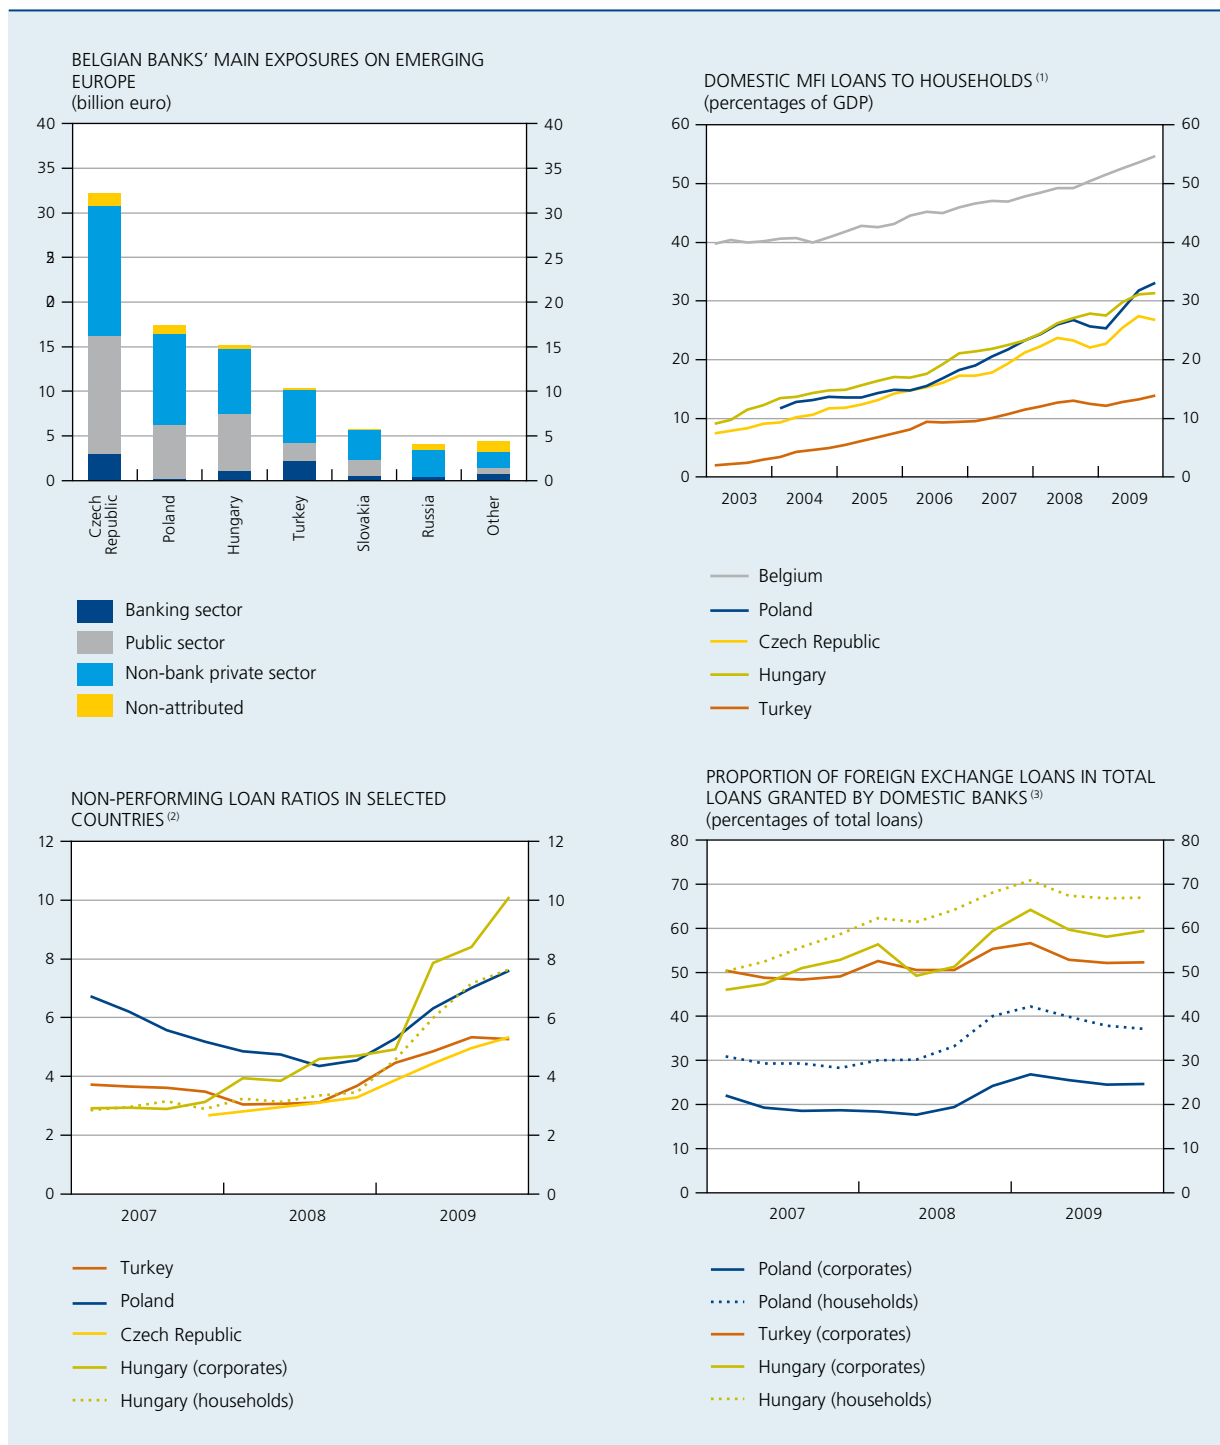 BELGIAN BANKS’ MAIN EXPOSURES ON EMERGING
EUROPE
(billion euro)
40 40
35 35
30 30
25 25
20 20
15 15
10 10
5 5
0 0
Czech
Republic
Poland
Hungary
Turkey
Slovakia
Russia
Other
Banking sector
Public sector
Non-bank private sector
Non-attributed
DOMESTIC MFI LOANS TO HOUSEHOLDS (1)
(percentages of GDP)
60 60
50 50
40 40
30 30
20 20
10 10
0 0
2003 2004 2005 2006 2007 2008 2009
Belgium
Poland
Czech Republic
Hungary
Turkey
NON-PERFORMING LOAN RATIOS IN SELECTED
COUNTRIES (2)
12 12
10 10
8 8
6 6
4 4
2 2
0 0
2007 2008 2009
Turkey
Poland
Czech Republic
Hungary (corporates)
Hungary (households)
PROPORTION OF FOREIGN EXCHANGE LOANS IN TOTAL
LOANS GRANTED BY DOMESTIC BANKS (3)
(percentages of total loans)
80 80
70 70
60 60
50 50
40 40
30 30
20 20
10 10
0 0
2007 2008 2009
Poland (corporates)
Poland (households)
Turkey (corporates)
Hungary (corporates)
Hungary (households)